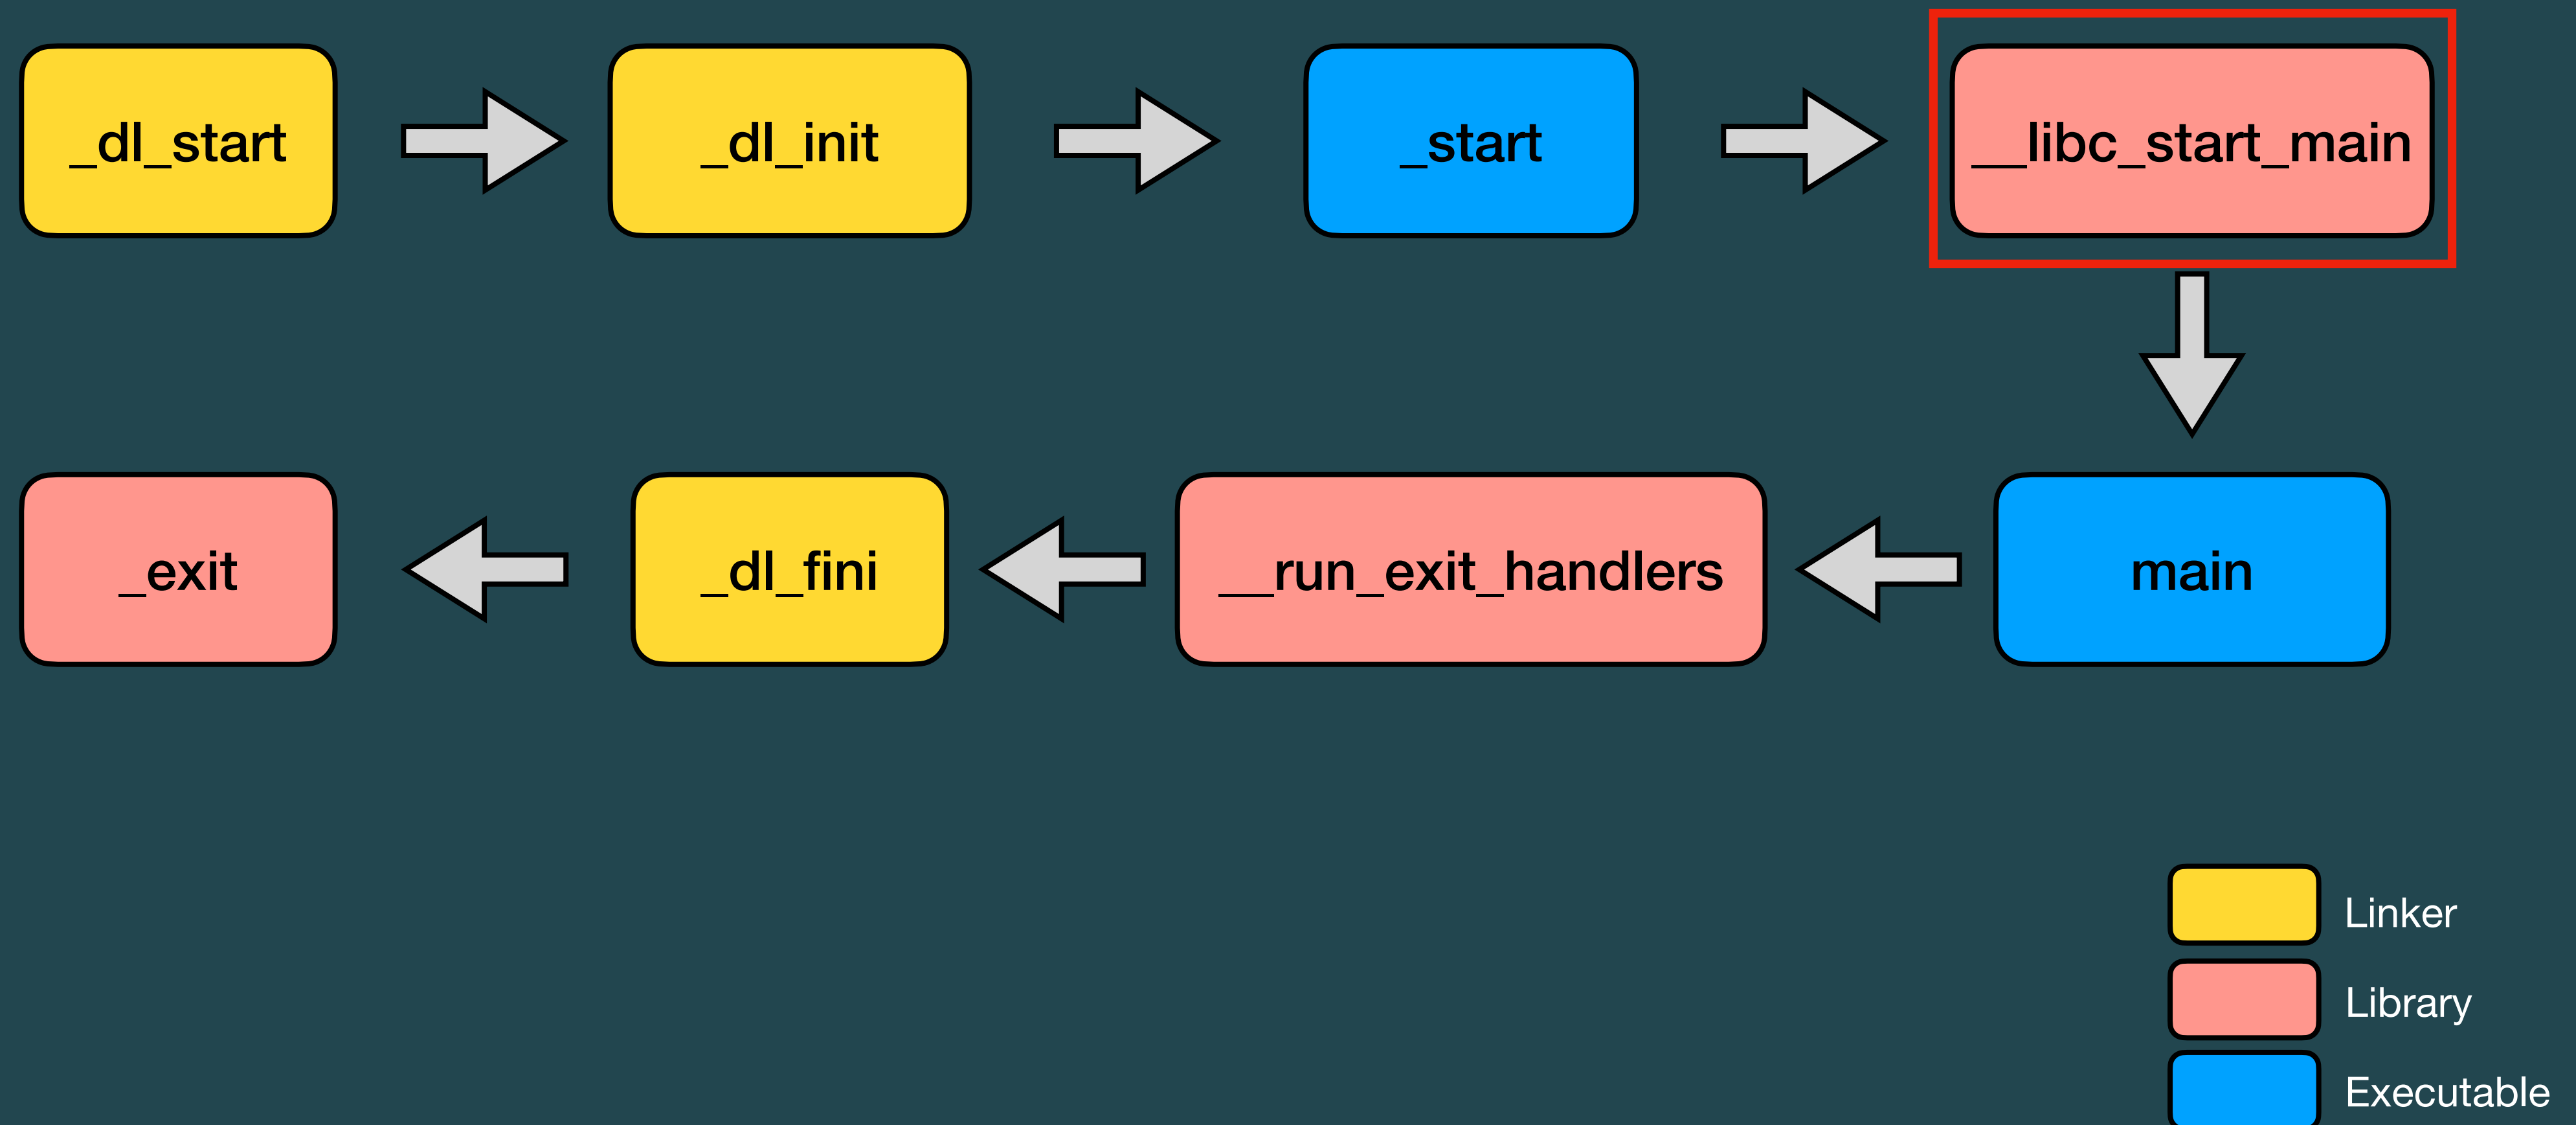 _dl_start
_dl_init
_start
__libc_start_main
_exit
_dl_fini
__run_exit_handlers
main
Linker
Library
Executable